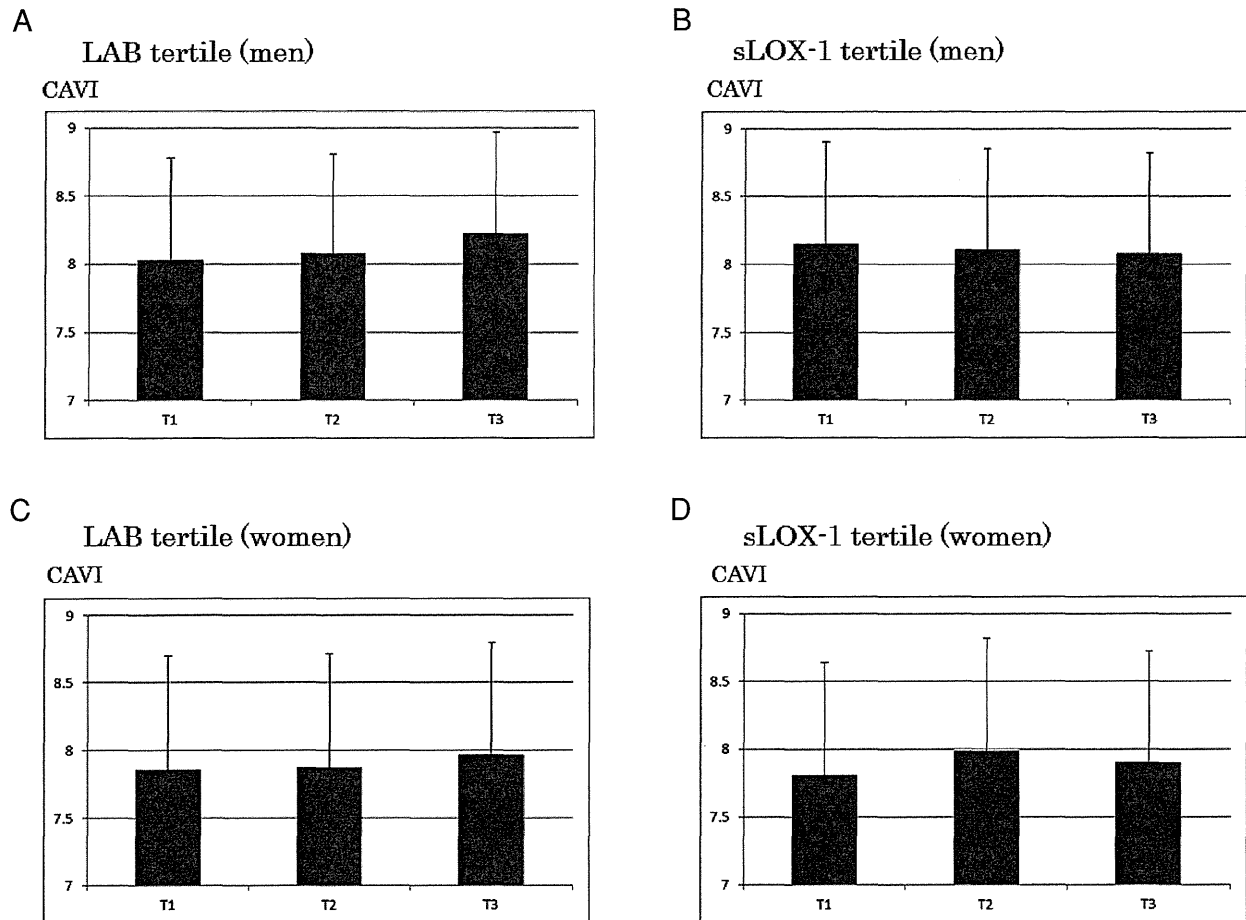 A
LAB tertile (men)
CAVI
9
8.5
8
7.5
7
T1 T2 T3
B
sLOX-1 tertile (men)
CAVI
9
8.5
8
7.5
7
T1 T2 T3
C
LAB tertile (women)
CAVI
9
8.5
8
7.5
7
T1 T2 T3
D
sLOX-1 tertile (women)
CAVI
9
8.5
8
7.5
7
T1 T2 T3